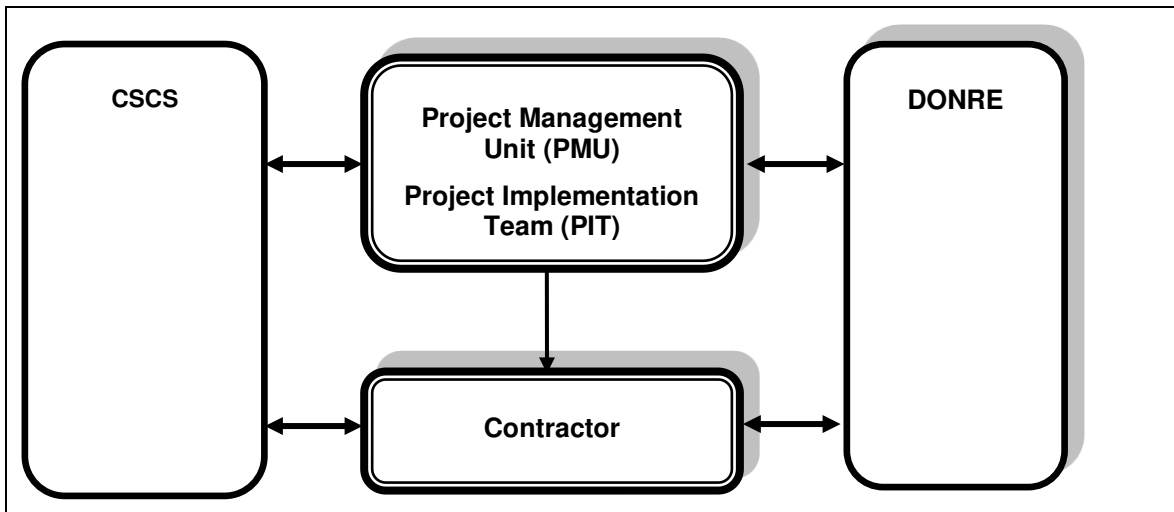 CSCS
Project Management
Unit (PMU)
Project Implementation
Team (PIT)
DONRE
Contractor